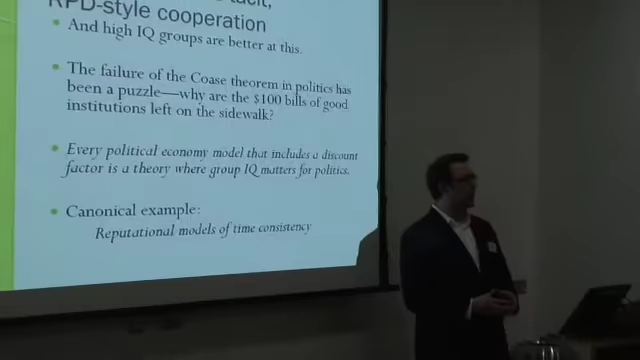 RPD-style cooperation
• And high IQ groups are better at this.
• The failure of the Coase theorem in politics has
been a puzzle—why are the $100 bills of good
institutions left on the sidewalk?
• Every political economy model that includes a discount
factor is a theory where group IQ matters for politics.
• Canonical example:
Reputational models of time consistency